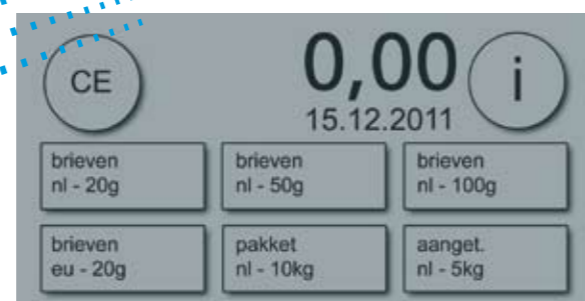 CE
0,00
i
15.12.2011
brieven
nl - 20g
brieven
nl - 50g
brieven
nl - 100g
brieven
eu - 20g
pakket
nl - 10kg
aanget.
nl - 5kg